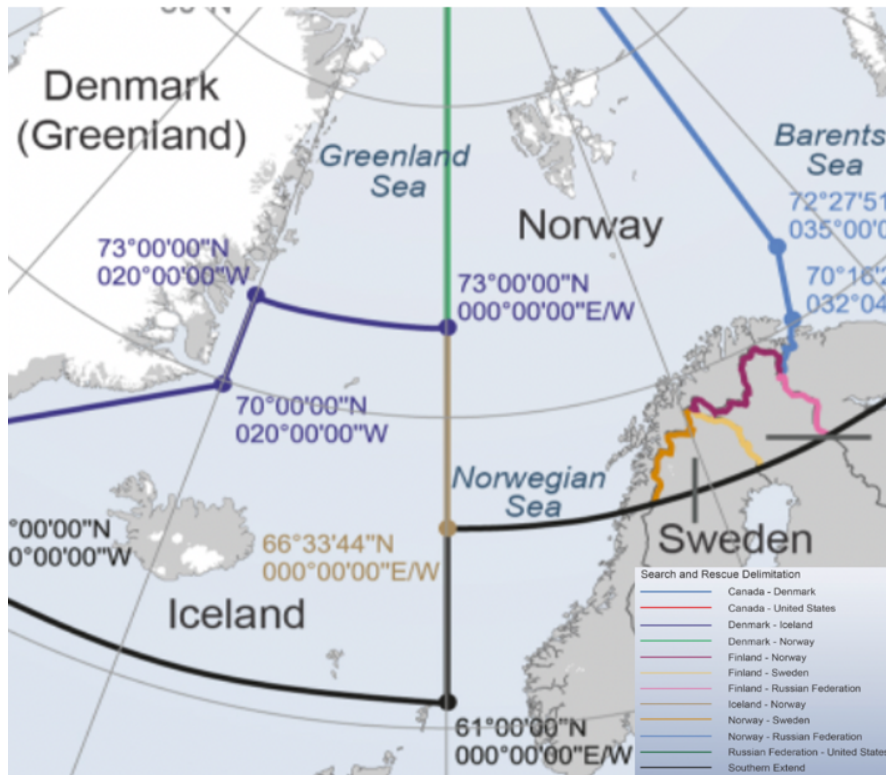 Denmark
(Greenland)
Greenland
Sea
Barents
Sea
Norway
72°27'51
035°00'0
73°00'00"N
020°00'00"W
73°00'00"N
000°00'00"E/W
70°16'2
032°04
70°00'00"N
020°00'00"W
Norwegian
Sea
°00'00"N
0°00'00"W
66°33'44"N
000°00'00"E/W
Sweden
Iceland
61°00'00"N
000°00'00"E/W
Search and Rescue Delimitation
Canada - Denmark
Canada - United States
Denmark - Iceland
Denmark - Norway
Finland - Norway
Finland - Sweden
Finland - Russian Federation
Iceland - Norway
Norway - Sweden
Norway - Russian Federation
Russian Federation - United States
Southern Extend